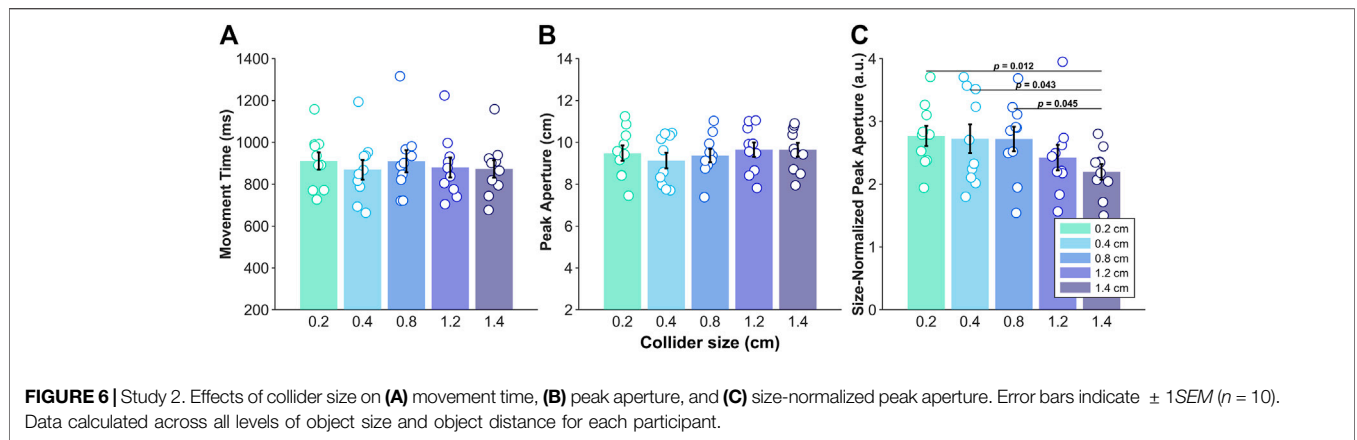 A
B
C
Movement Time (ms)
1400
1200
1000
800
600
400
200
0.2 0.4 0.8 1.2 1.4
Peak Aperture (cm)
14
12
10
8
6
4
2
0.2 0.4 0.8 1.2 1.4
Collider size (cm)
Size-Normalized Peak Aperture (a.u.)
4
3
2
1
0
p = 0.012
p = 0.043
p = 0.045
0.2 cm
0.4 cm
0.8 cm
1.2 cm
1.4 cm
0.2 0.4 0.8 1.2 1.4
FIGURE 6 | Study 2. Effects of collider size on (A) movement time, (B) peak aperture, and (C) size-normalized peak aperture. Error bars indicate ± 1SEM (n = 10).
Data calculated across all levels of object size and object distance for each participant.